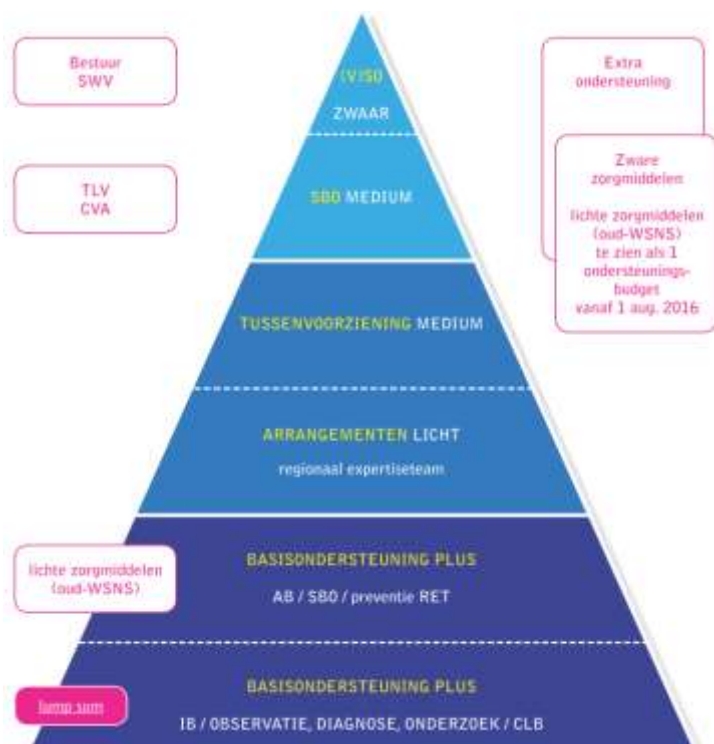 Bestuur
SWV
TLV
CVA
(V)SO
ZWAAR
SBO MEDIUM
TUSSENVOORZIENING MEDIUM
ARRANGEMENTEN LICHT
regionaal expertiseteam
BASISONDERSTEUNING PLUS
AB / SBO / preventie RET
BASISONDERSTEUNING PLUS
IB / OBSERVATIE, DIAGNOSE, ONDERZOEK / CLB
Extra
ondersteuning
Zware
zorgmiddelen
lichte zorgmiddelen
(oud-WSNS)
te zien als 1
ondersteunings-
budget
vanaf 1 aug. 2016
lichte zorgmiddelen
(oud-WSNS)
lump sum